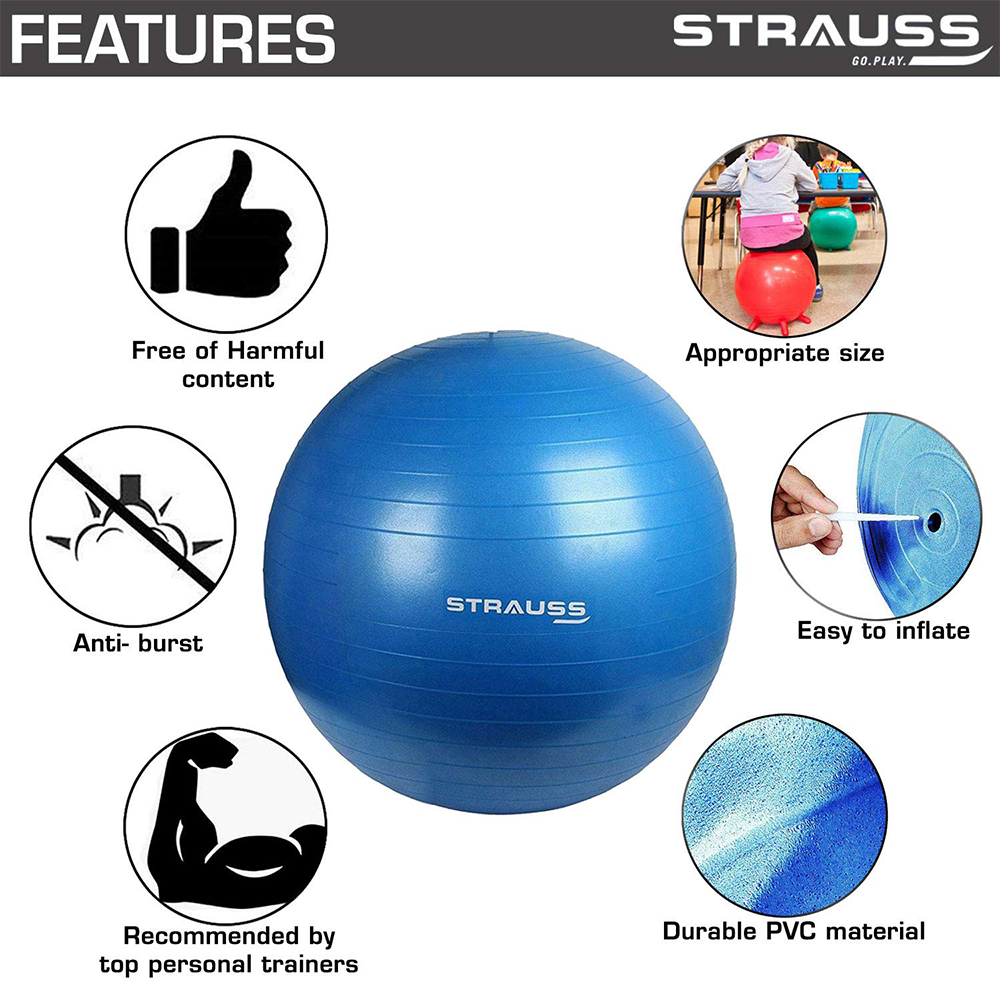 FEATURES
STRAUSS
GO.PLAY.
Free of Harmful
content
Appropriate size
Anti- burst
STRAUSS
Easy to inflate
Recommended by
top personal trainers
Durable PVC material